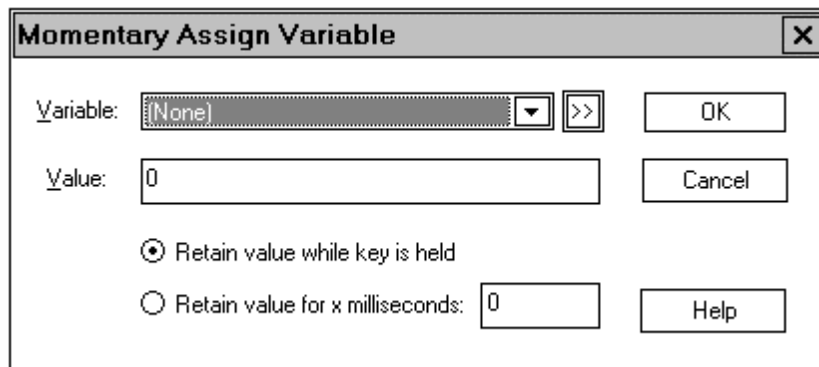 Momentary Assign Variable
Variable: (None) >> OK
Value: 0 Cancel
Retain value while key is held
Retain value for x milliseconds: 0 Help